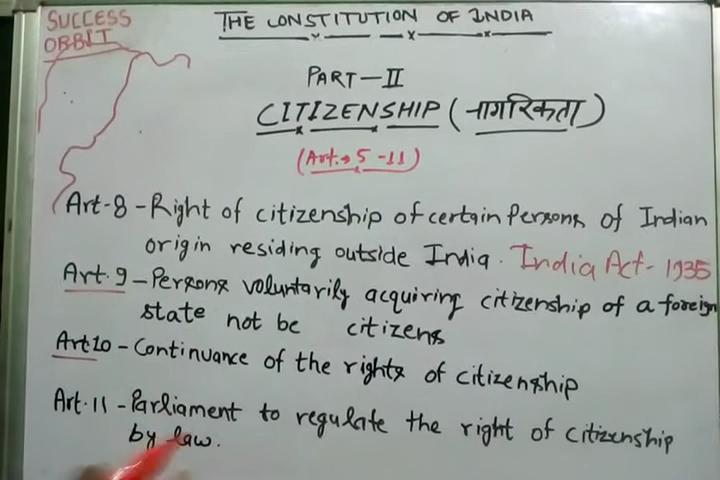 SUCCESS
ORBIT
THE CONSTITUTION OF INDIA
PART-II
CITIZENSHIP (नागरिकता)
(Art.→ 5-11)
Art-8 - Right of citizenship of certain Persons of Indian
origin residing outside India. India Act-1935
Art.9 - Persons voluntarily acquiring citizenship of a foreign
state not be citizens
Art 10 - Continuance of the rights of citizenship
Art.11 - Parliament to regulate the right of citizenship
by law.